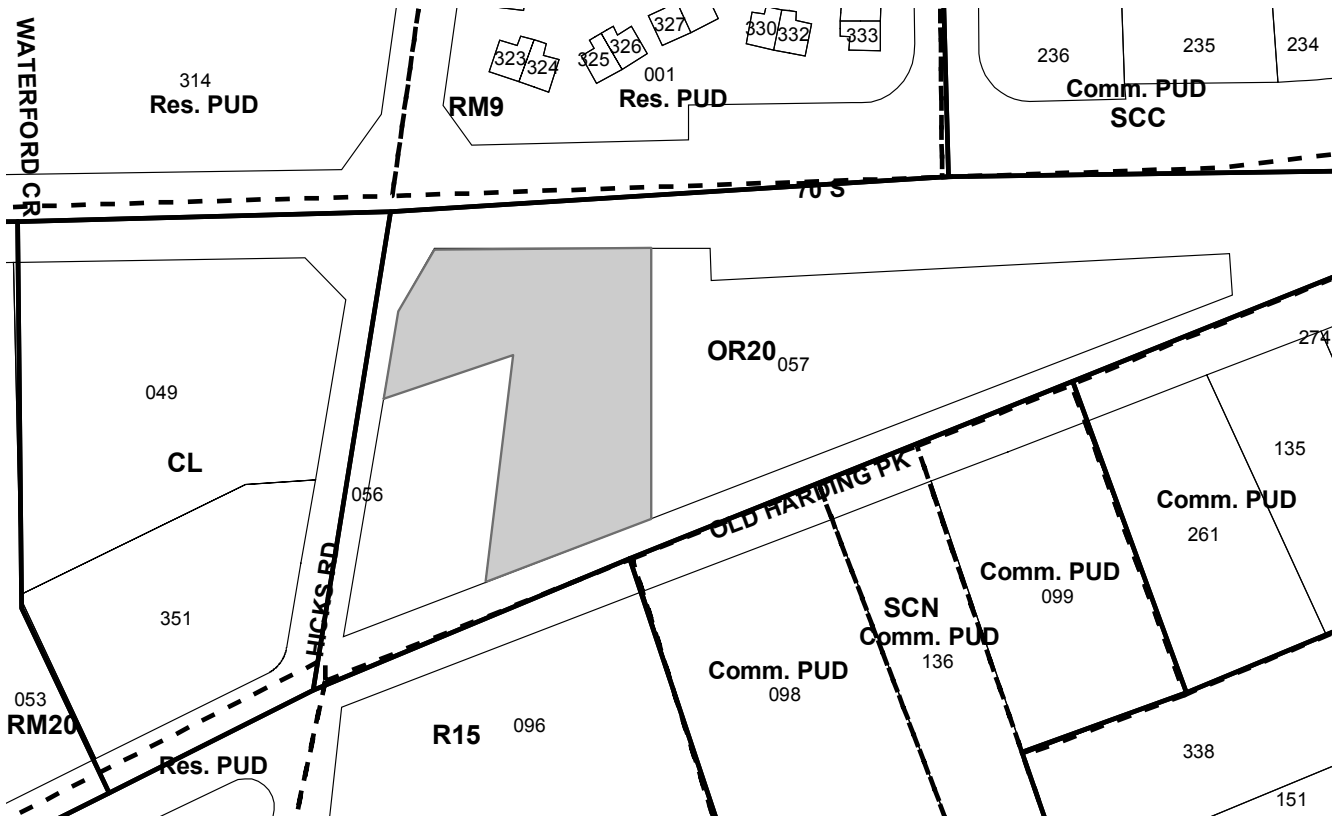 WATERFORD CR
314
Res. PUD
323
324
325
326
327
330
332
333
001
Res. PUD
RM9
236
235
234
Comm. PUD
SCC
70 S
OR20
057
049
CL
056
351
HICKS RD
OLD HARDING PK
274
135
Comm. PUD
261
Comm. PUD
099
SCN
Comm. PUD
136
Comm. PUD
098
R15
096
053
RM20
Res. PUD
338
151